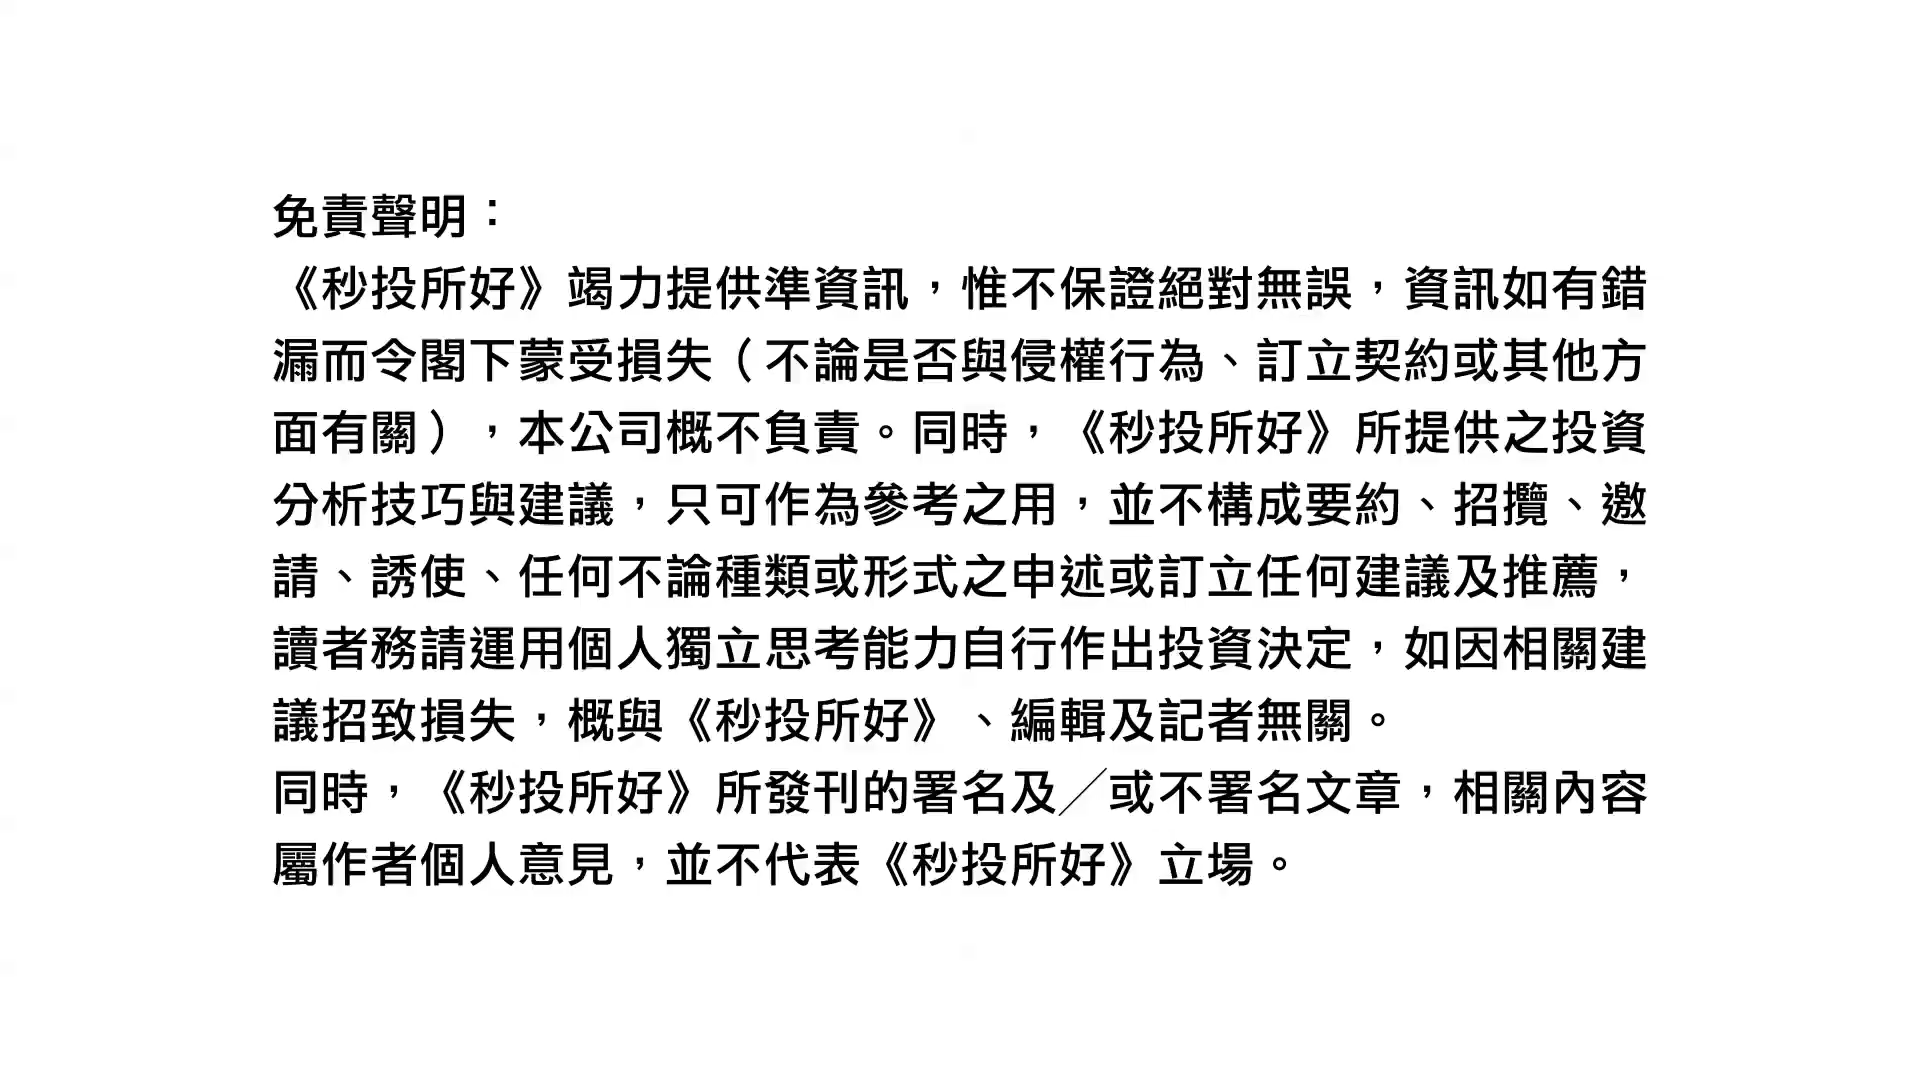 免責聲明：
《秒投所好》竭力提供準資訊，惟不保證絕對無誤，資訊如有錯
漏而令閣下蒙受損失（不論是否與侵權行為、訂立契約或其他方
面有關），本公司概不負責。同時，《秒投所好》所提供之投資
分析技巧與建議，只可作為參考之用，並不構成要約、招攬、邀
請、誘使、任何不論種類或形式之申述或訂立任何建議及推薦，
讀者務請運用個人獨立思考能力自行作出投資決定，如因相關建
議招致損失，概與《秒投所好》、編輯及記者無關。
同時，《秒投所好》所發刊的署名及／或不署名文章，相關內容
屬作者個人意見，並不代表《秒投所好》立場。